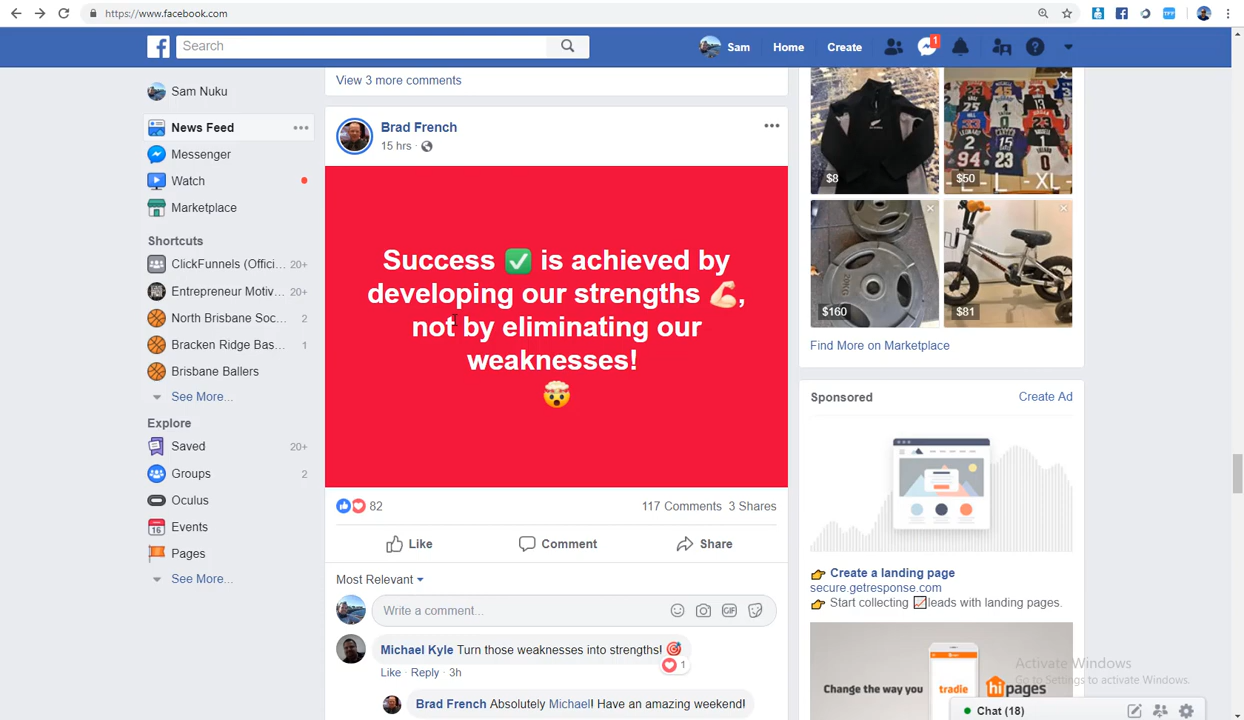 https://www.facebook.com
Search
Sam
Home
Create
1
Sam Nuku
News Feed
Messenger
Watch
Marketplace
Shortcuts
ClickFunnels (Offici... 20+
Entrepreneur Motiv... 20+
North Brisbane Soc... 2
Bracken Ridge Bas... 1
Brisbane Ballers
See More...
Explore
Saved 20+
Groups 2
Oculus
Events
16
Pages
See More...
View 3 more comments
Brad French
15 hrs ·
Success ✅ is achieved by
developing our strengths 💪🏻,
not by eliminating our
weaknesses!
🤯
82
117 Comments 3 Shares
Like Comment Share
Most Relevant
Write a comment...
GIF
Michael Kyle Turn those weaknesses into strengths! 🎯
1
Like · Reply · 3h
Brad French Absolutely Michael! Have an amazing weekend!
$8
$50
L - L - XL
$160
20KG
$81
Find More on Marketplace
Sponsored Create Ad
👉 Create a landing page
secure.getresponse.com
👉 Start collecting 📈leads with landing pages.
Change the way you
tradie
hipages
Activate Windows
Go to Settings to activate Windows.
Chat (18)